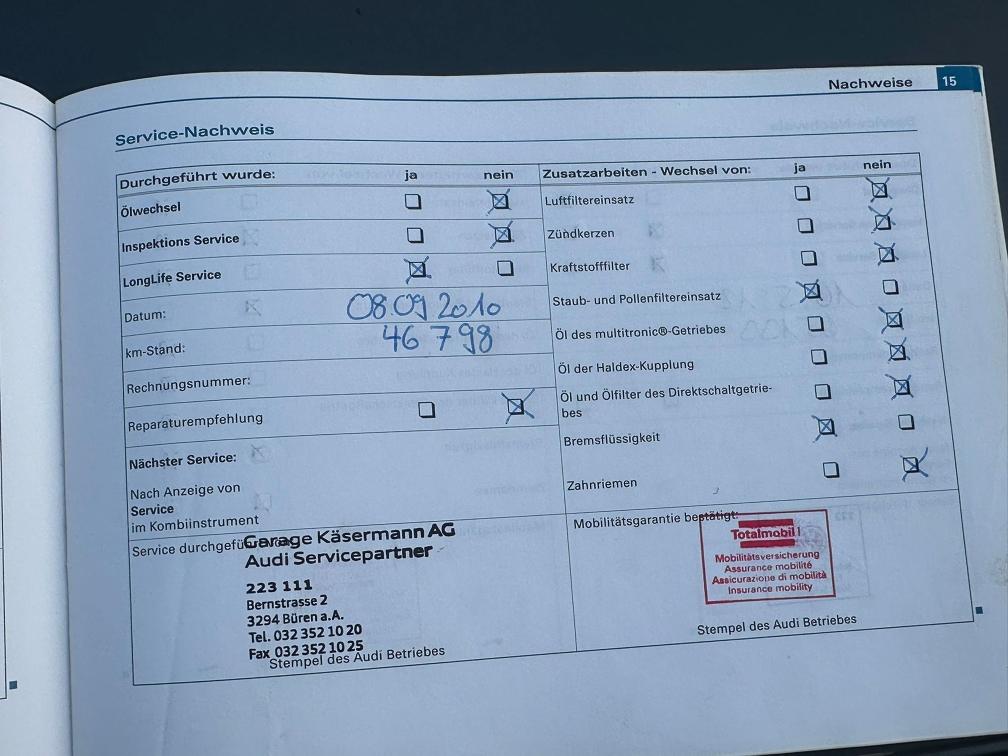 Nachweise 15
Service-Nachweis
Durchgeführt wurde: ja nein
Ölwechsel
Inspektions Service
LongLife Service
Datum: 08.09 2010
km-Stand: 46 798
Rechnungsnummer:
Reparaturempfehlung
Nächster Service:
Nach Anzeige von
Service
im Kombiinstrument
Zusatzarbeiten - Wechsel von: ja nein
Luftfiltereinsatz
Zündkerzen
Kraftstofffilter
Staub- und Pollenfiltereinsatz
Öl des multitronic®-Getriebes
Öl der Haldex-Kupplung
Öl und Ölfilter des Direktschaltgetrie-
bes
Bremsflüssigkeit
Zahnriemen
Service durchgeführt
Garage Käsermann AG
Audi Servicepartner
223 111
Bernstrasse 2
3294 Büren a.A.
Tel. 032 352 10 20
Fax 032 352 10 25
Stempel des Audi Betriebes
Mobilitätsgarantie bestätigt:
Totalmobil!
Mobilitätsversicherung
Assurance mobilité
Assicurazione di mobilità
Insurance mobility
Stempel des Audi Betriebes